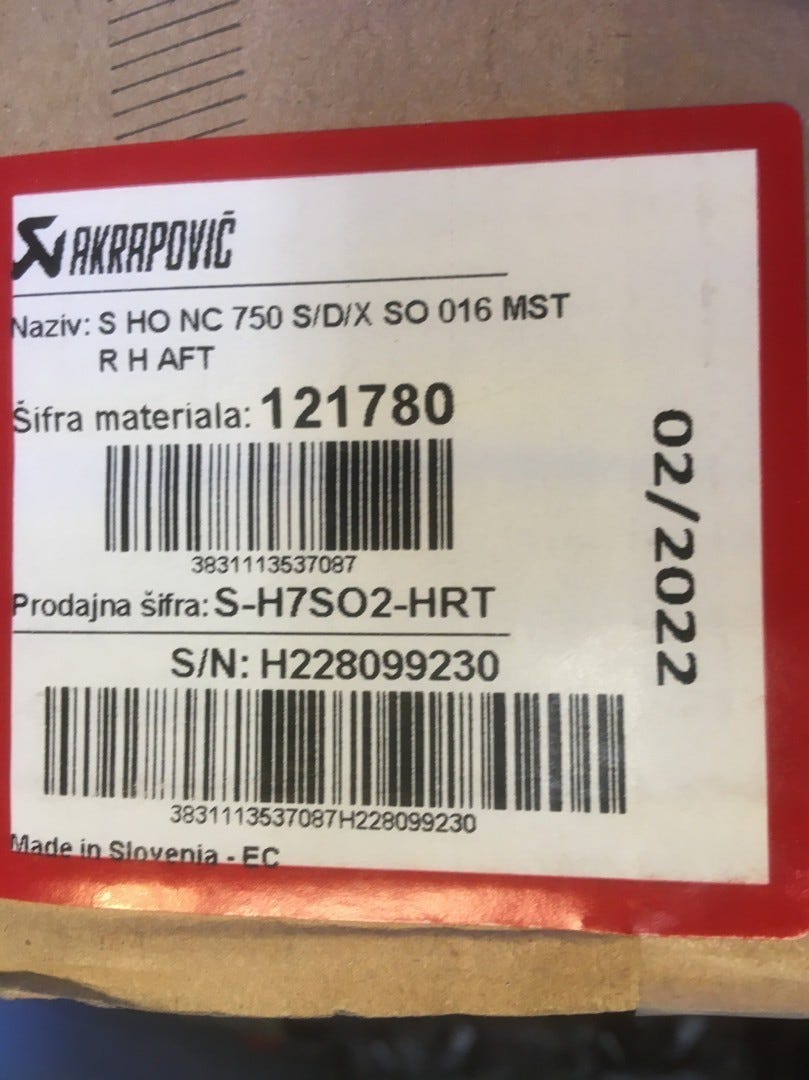 AKRAPOVIČ
Naziv: S HO NC 750 S/D/X SO 016 MST
R H AFT
Šifra materiala: 121780
3831113537087
Prodajna šifra: S-H7SO2-HRT
S/N: H228099230
3831113537087H228099230
Made in Slovenia - EC
02/2022